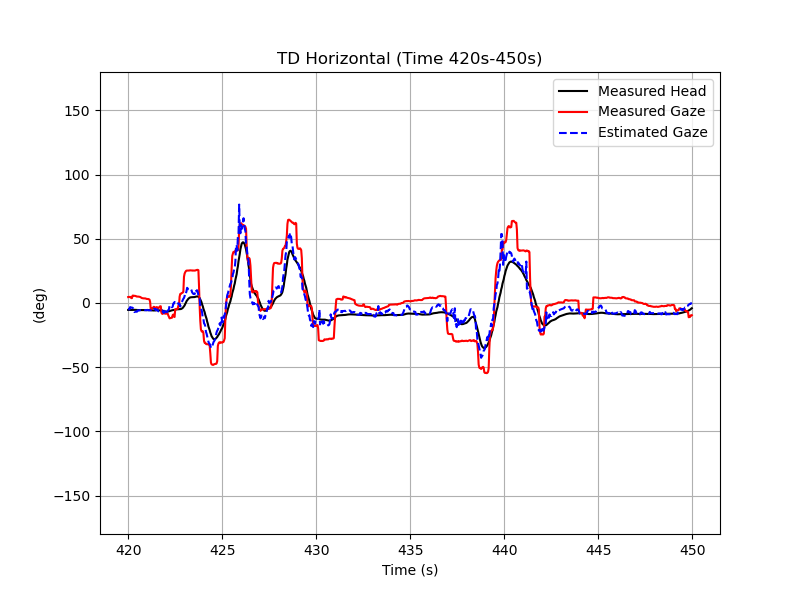 TD Horizontal (Time 420s-450s)
Measured Head
Measured Gaze
Estimated Gaze
150
100
50
0
−50
−100
−150
(deg)
420 425 430 435 440 445 450
Time (s)